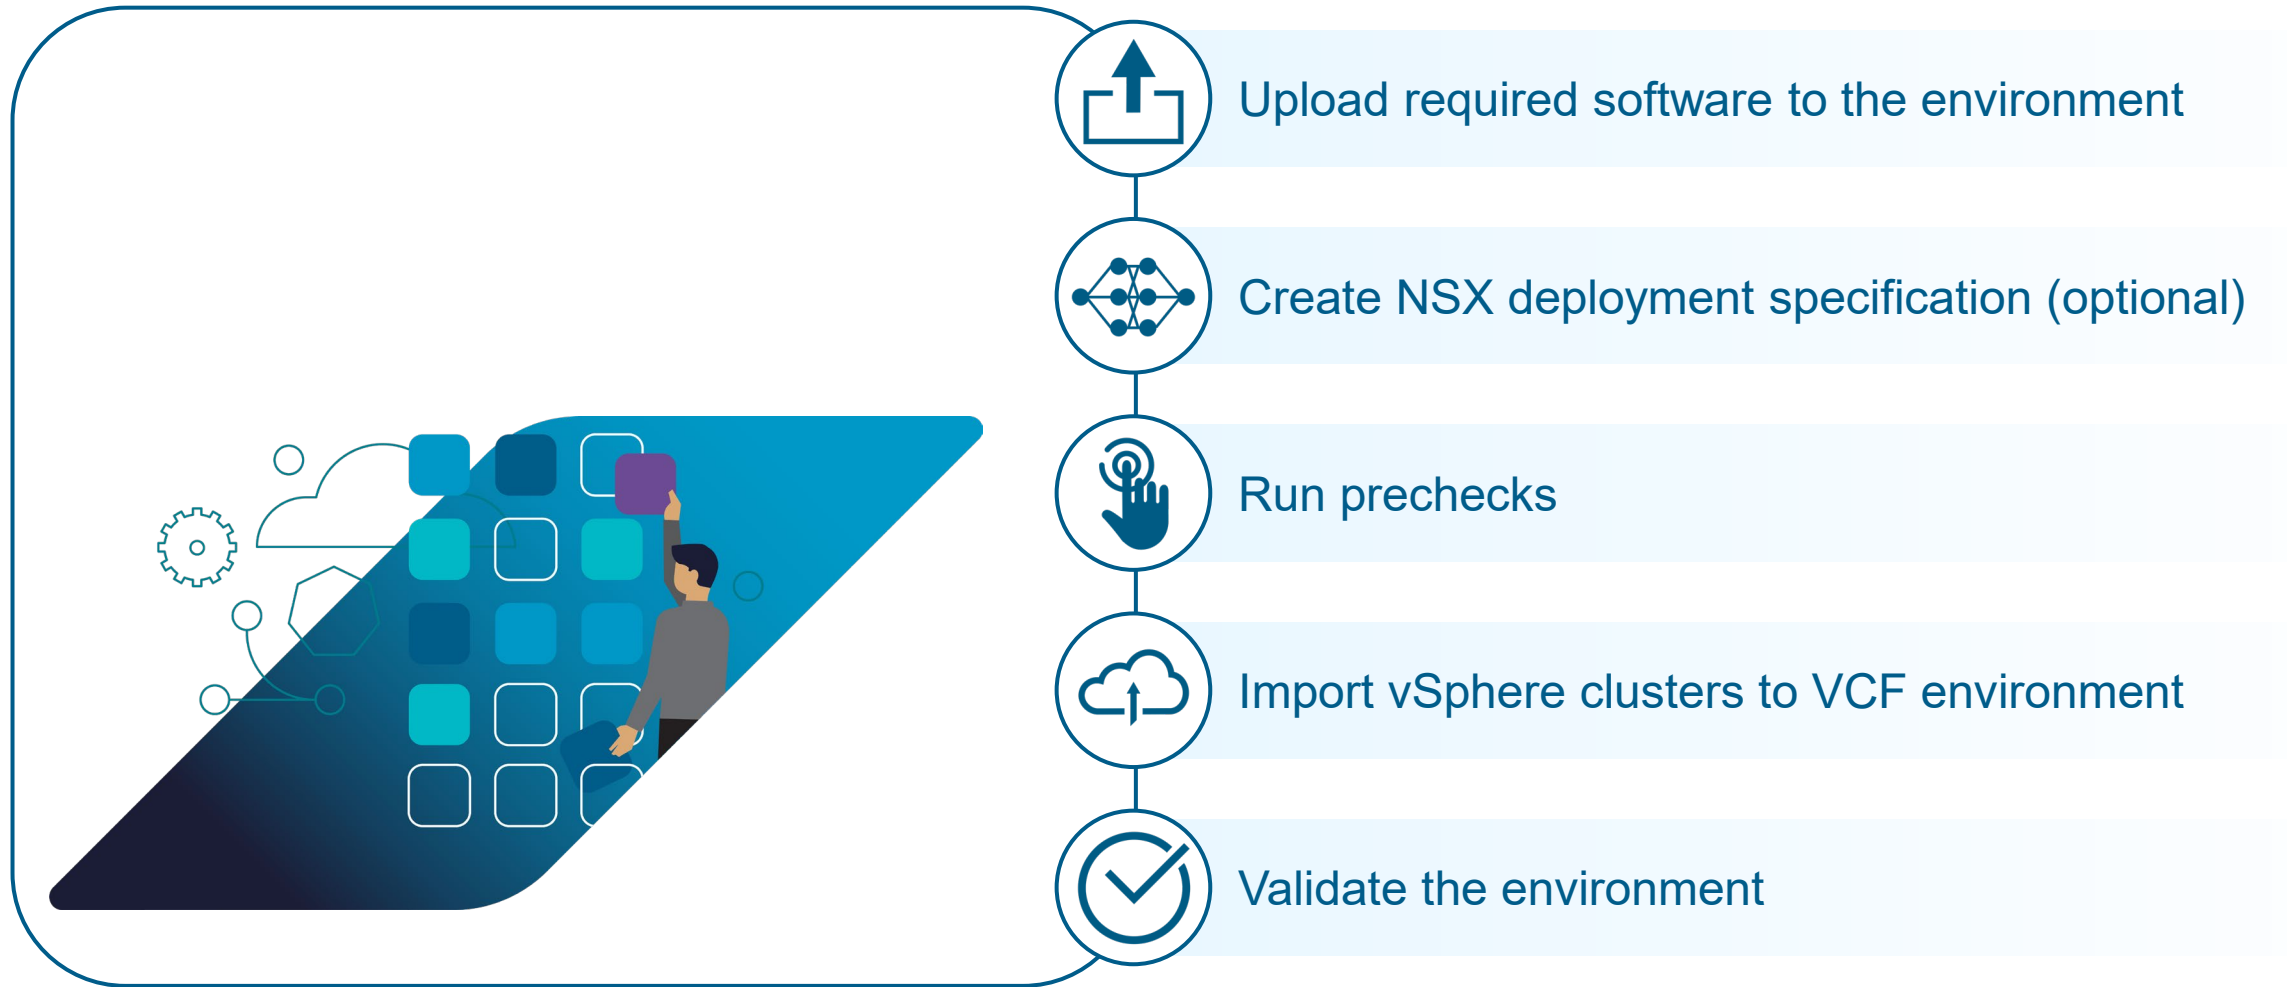 Upload required software to the environment
Create NSX deployment specification (optional)
Run prechecks
Import vSphere clusters to VCF environment
Validate the environment